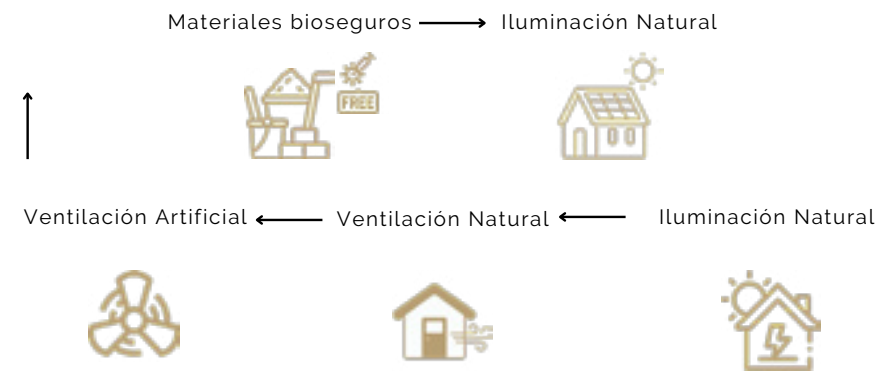 Materiales bioseguros
Iluminación Natural
FREE
Ventilación Artificial
Ventilación Natural
Iluminación Natural